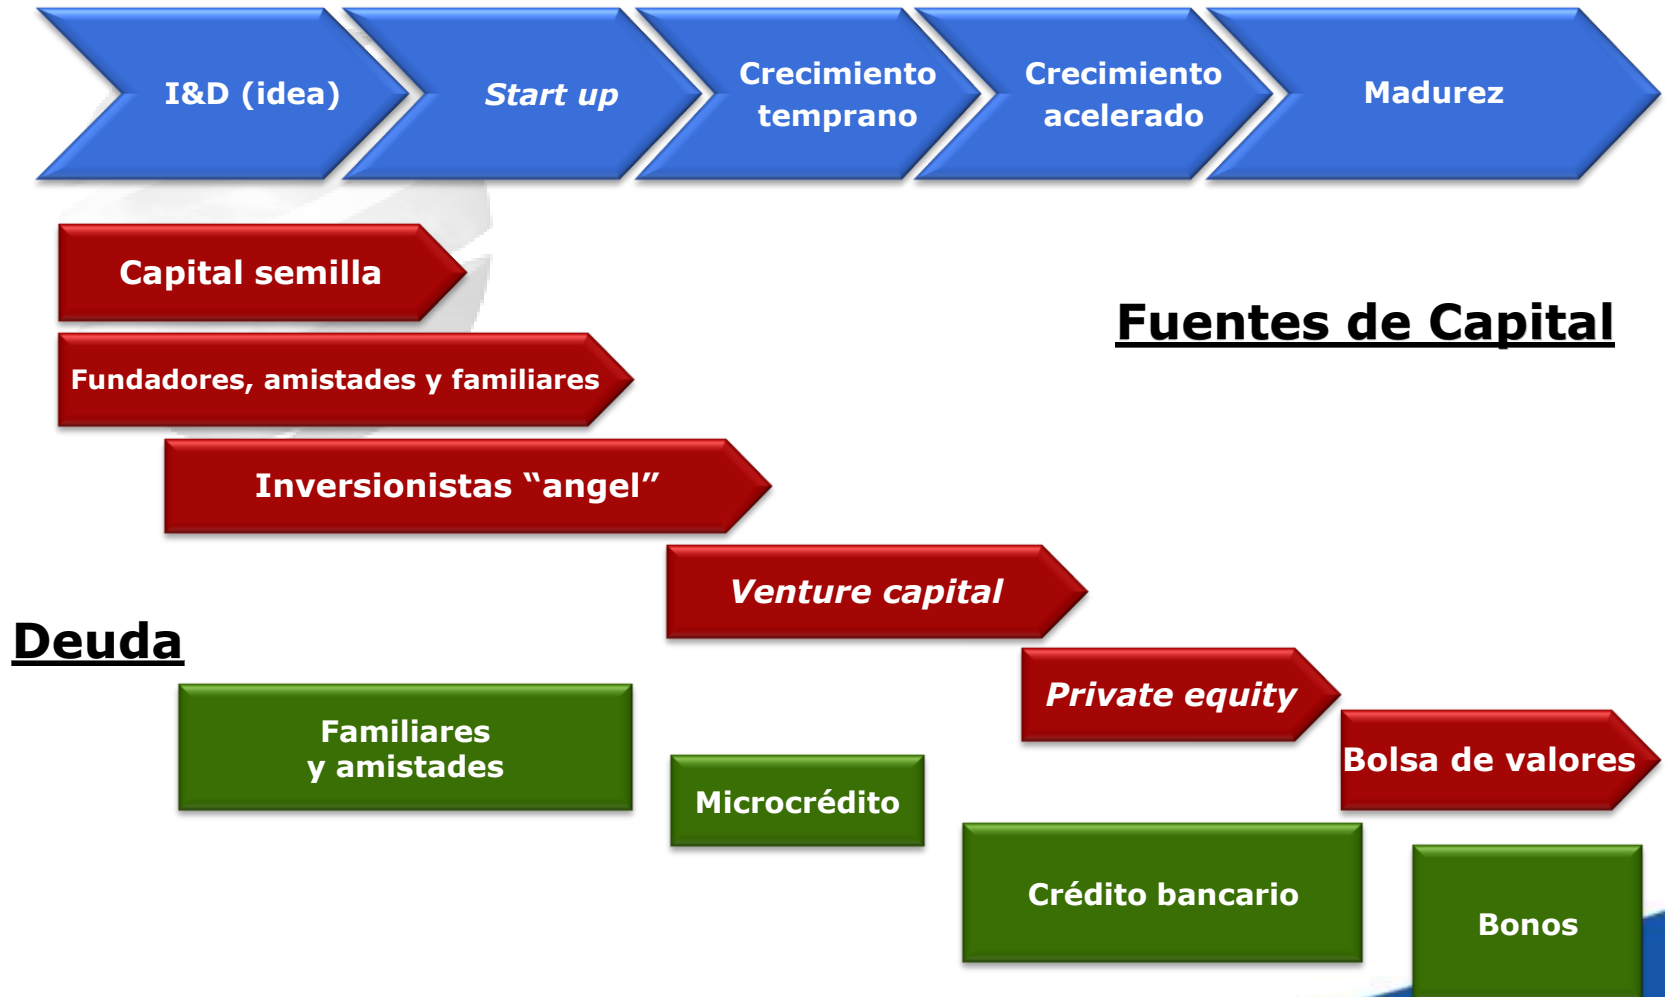 I&D (idea)
Start up
Crecimiento
temprano
Crecimiento
acelerado
Madurez
Capital semilla
Fuentes de Capital
Fundadores, amistades y familiares
Inversionistas “angel”
Venture capital
Deuda
Private equity
Familiares
y amistades
Bolsa de valores
Microcrédito
Crédito bancario
Bonos